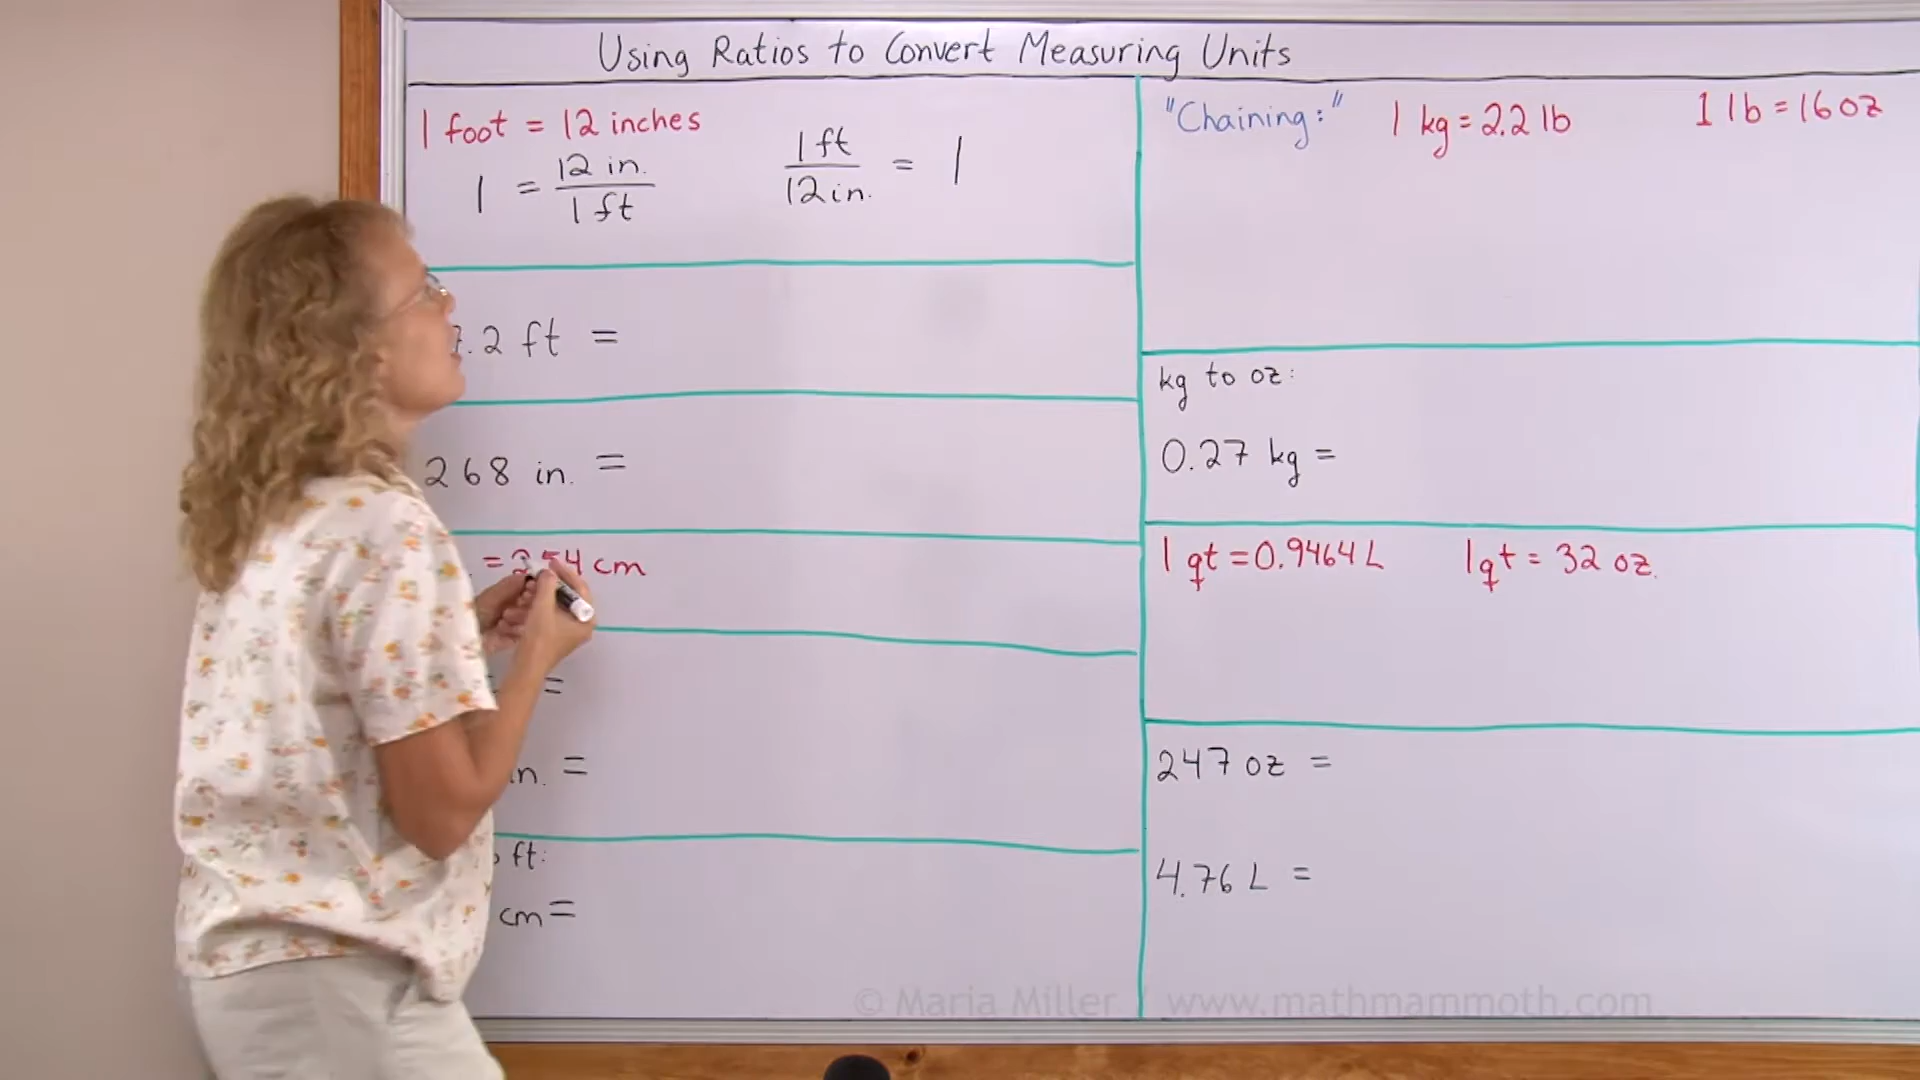 Using Ratios to Convert Measuring Units
1 foot = 12 inches
1 = 12 in. / 1 ft
1 ft / 12 in. = 1
.2 ft =
268 in. =
= 2.54 cm
=
in. =
ft:
cm =
"Chaining:" 1 kg = 2.2 lb 1 lb = 16 oz
kg to oz:
0.27 kg =
1 qt = 0.9464 L 1 qt = 32 oz.
247 oz =
4.76 L =
© Maria Miller / www.mathmammoth.com